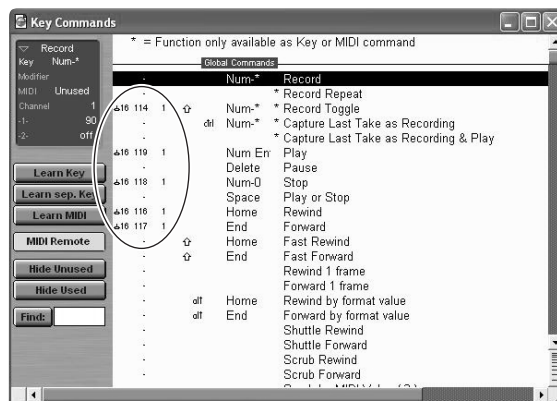 Key Commands
* = Function only available as Key or MIDI command
Global Commands
Record
Key Num-*
Modifier
MIDI Unused
Channel 1
-1- 90
-2- off
Learn Key
Learn sep. Key
Learn MIDI
MIDI Remote
Hide Unused
Hide Used
Find:
- Num-* Record
- * Record Repeat
16 114 1 ⇧ Num-* * Record Toggle
- ctrl Num-* * Capture Last Take as Recording
- * Capture Last Take as Recording & Play
16 119 1 Num En Play
- Delete Pause
16 118 1 Num-0 Stop
- Space Play or Stop
16 116 1 Home Rewind
16 117 1 End Forward
- ⇧ Home Fast Rewind
- ⇧ End Fast Forward
- Rewind 1 frame
- Forward 1 frame
- alt Home Rewind by format value
- alt End Forward by format value
- Shuttle Rewind
- Shuttle Forward
- Scrub Rewind
- Scrub Forward